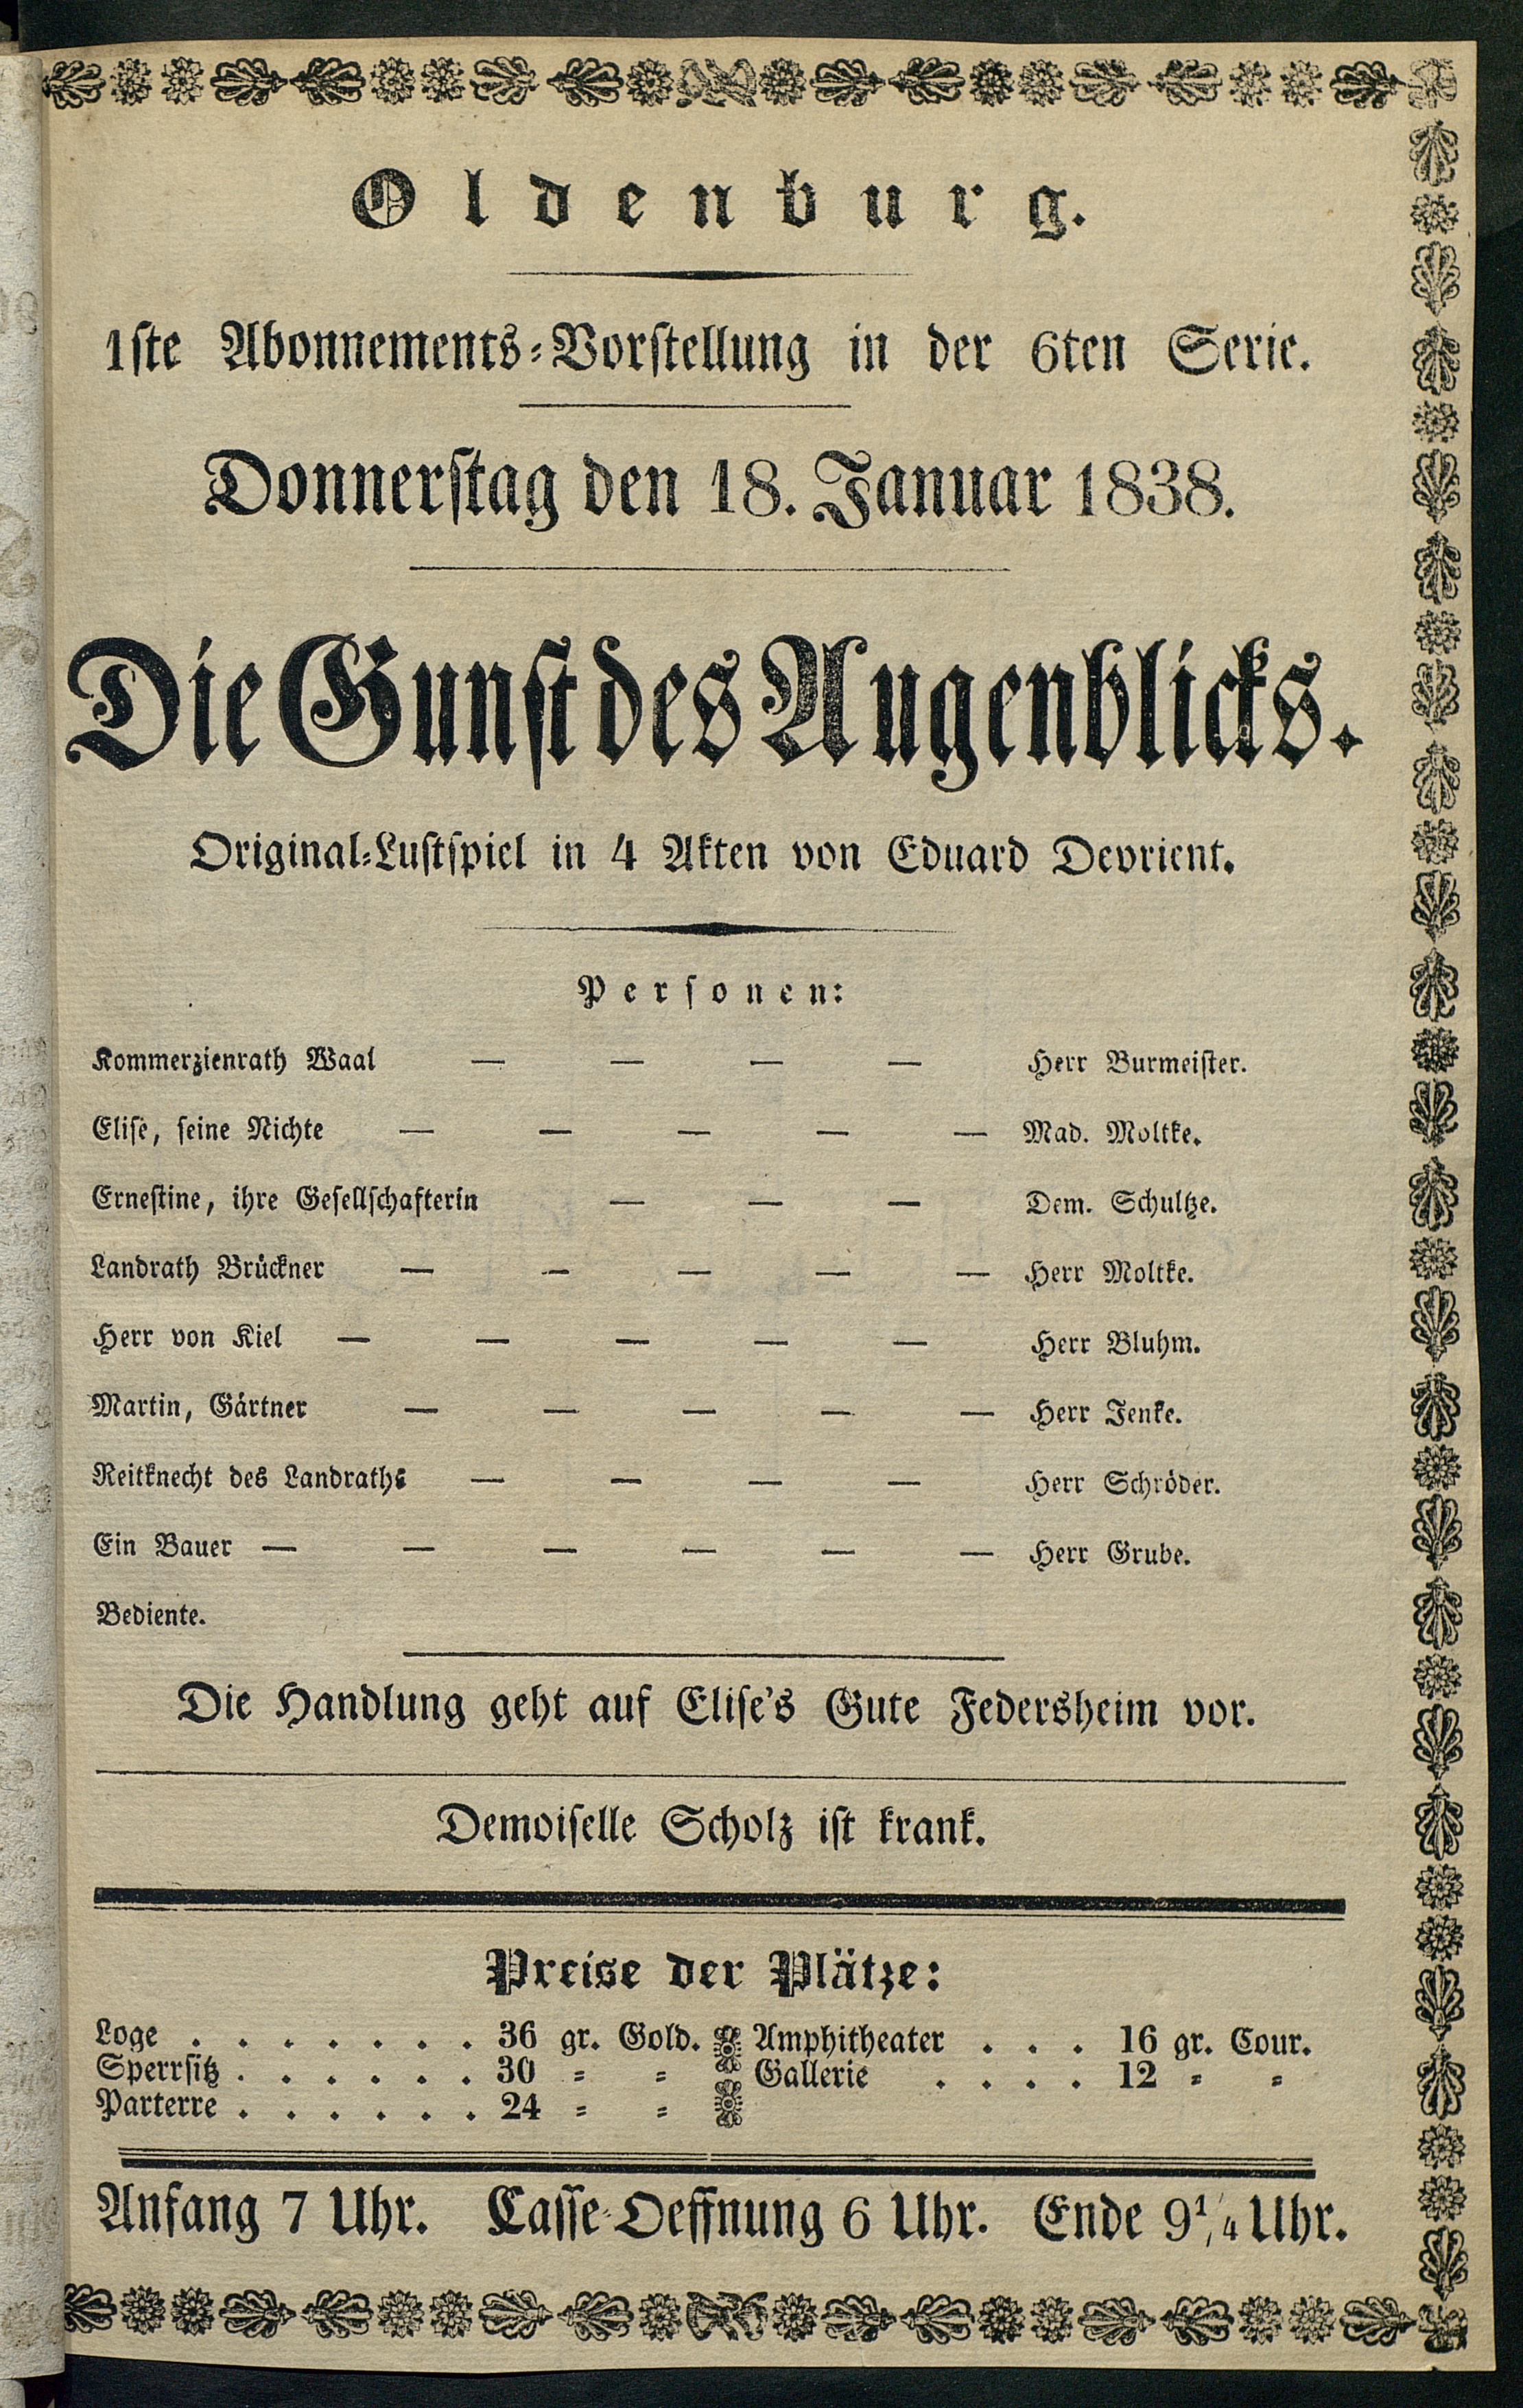 Oldenburg.
1ste Abonnements-Vorstellung in der 6ten Serie.
Donnerstag den 18. Januar 1838.
Die Gunst des Augenblicks.
Original-Lustspiel in 4 Akten von Eduard Devrient.
Personen:
Kommerzienrath Waal — — — — Herr Burmeister.
Elise, seine Nichte — — — — — Mad. Moltke.
Ernestine, ihre Gesellschafterin — — — Dem. Schultze.
Landrath Brückner — — — — — Herr Moltke.
Herr von Kiel — — — — — Herr Bluhm.
Martin, Gärtner — — — — — Herr Jenke.
Reitknecht des Landraths — — — — Herr Schröder.
Ein Bauer — — — — — — Herr Grube.
Bediente.
Die Handlung geht auf Elise's Gute Federsheim vor.
Demoiselle Scholz ist krank.
Preise der Plätze:
Loge . . . . . . . 36 gr. Gold. Amphitheater . . . 16 gr. Cour.
Sperrsitz . . . . . . 30 = = Gallerie . . . . 12 = =
Parterre . . . . . . 24 = =
Anfang 7 Uhr. Casse-Oeffnung 6 Uhr. Ende 9 1/4 Uhr.